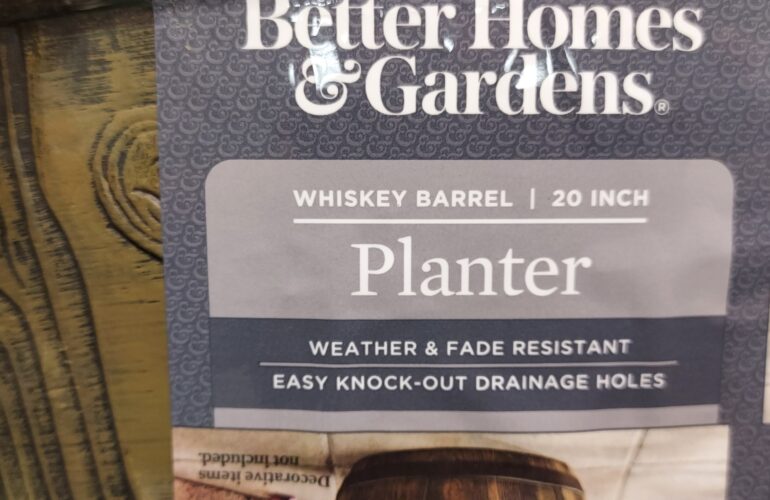 Better Homes
& Gardens®
WHISKEY BARREL | 20 INCH
Planter
WEATHER & FADE RESISTANT
EASY KNOCK-OUT DRAINAGE HOLES
Decorative items
not included.